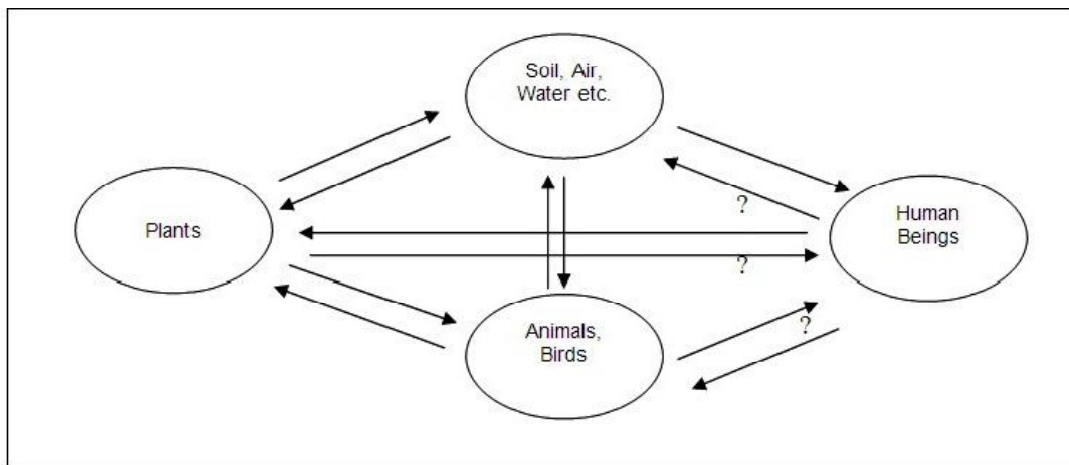 Soil, Air,
Water etc.
?
Plants
Human
Beings
?
Animals,
Birds
?